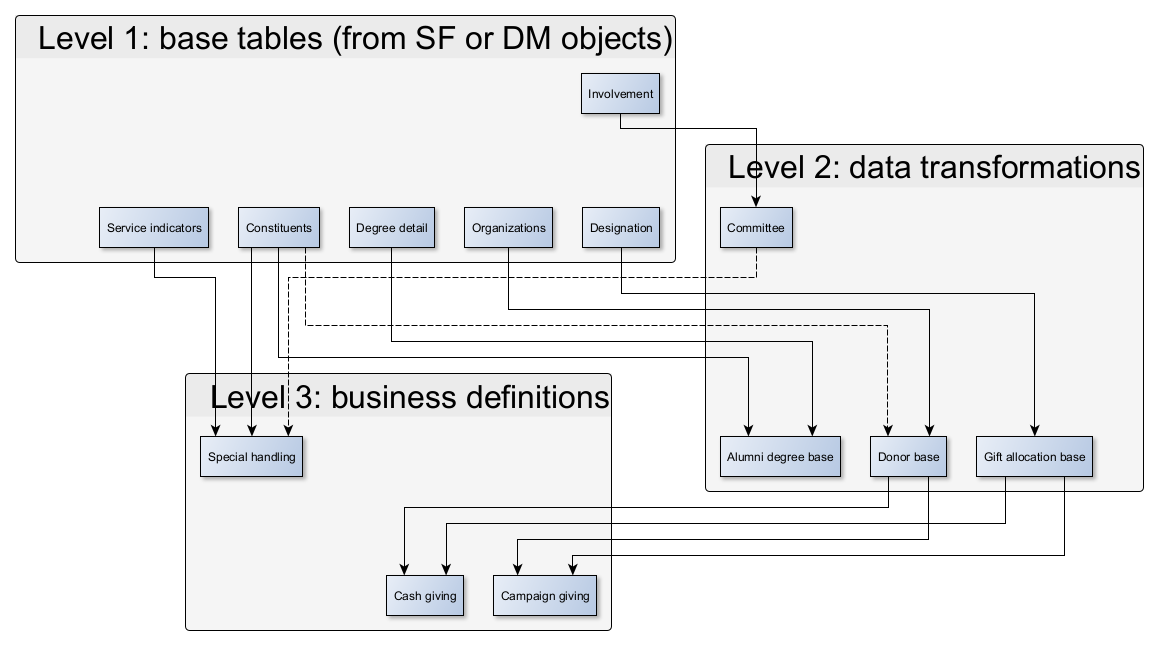 Level 1: base tables (from SF or DM objects)
Involvement
Level 2: data transformations
Service indicators
Constituents
Degree detail
Organizations
Designation
Committee
Level 3: business definitions
Special handling
Alumni degree base
Donor base
Gift allocation base
Cash giving
Campaign giving